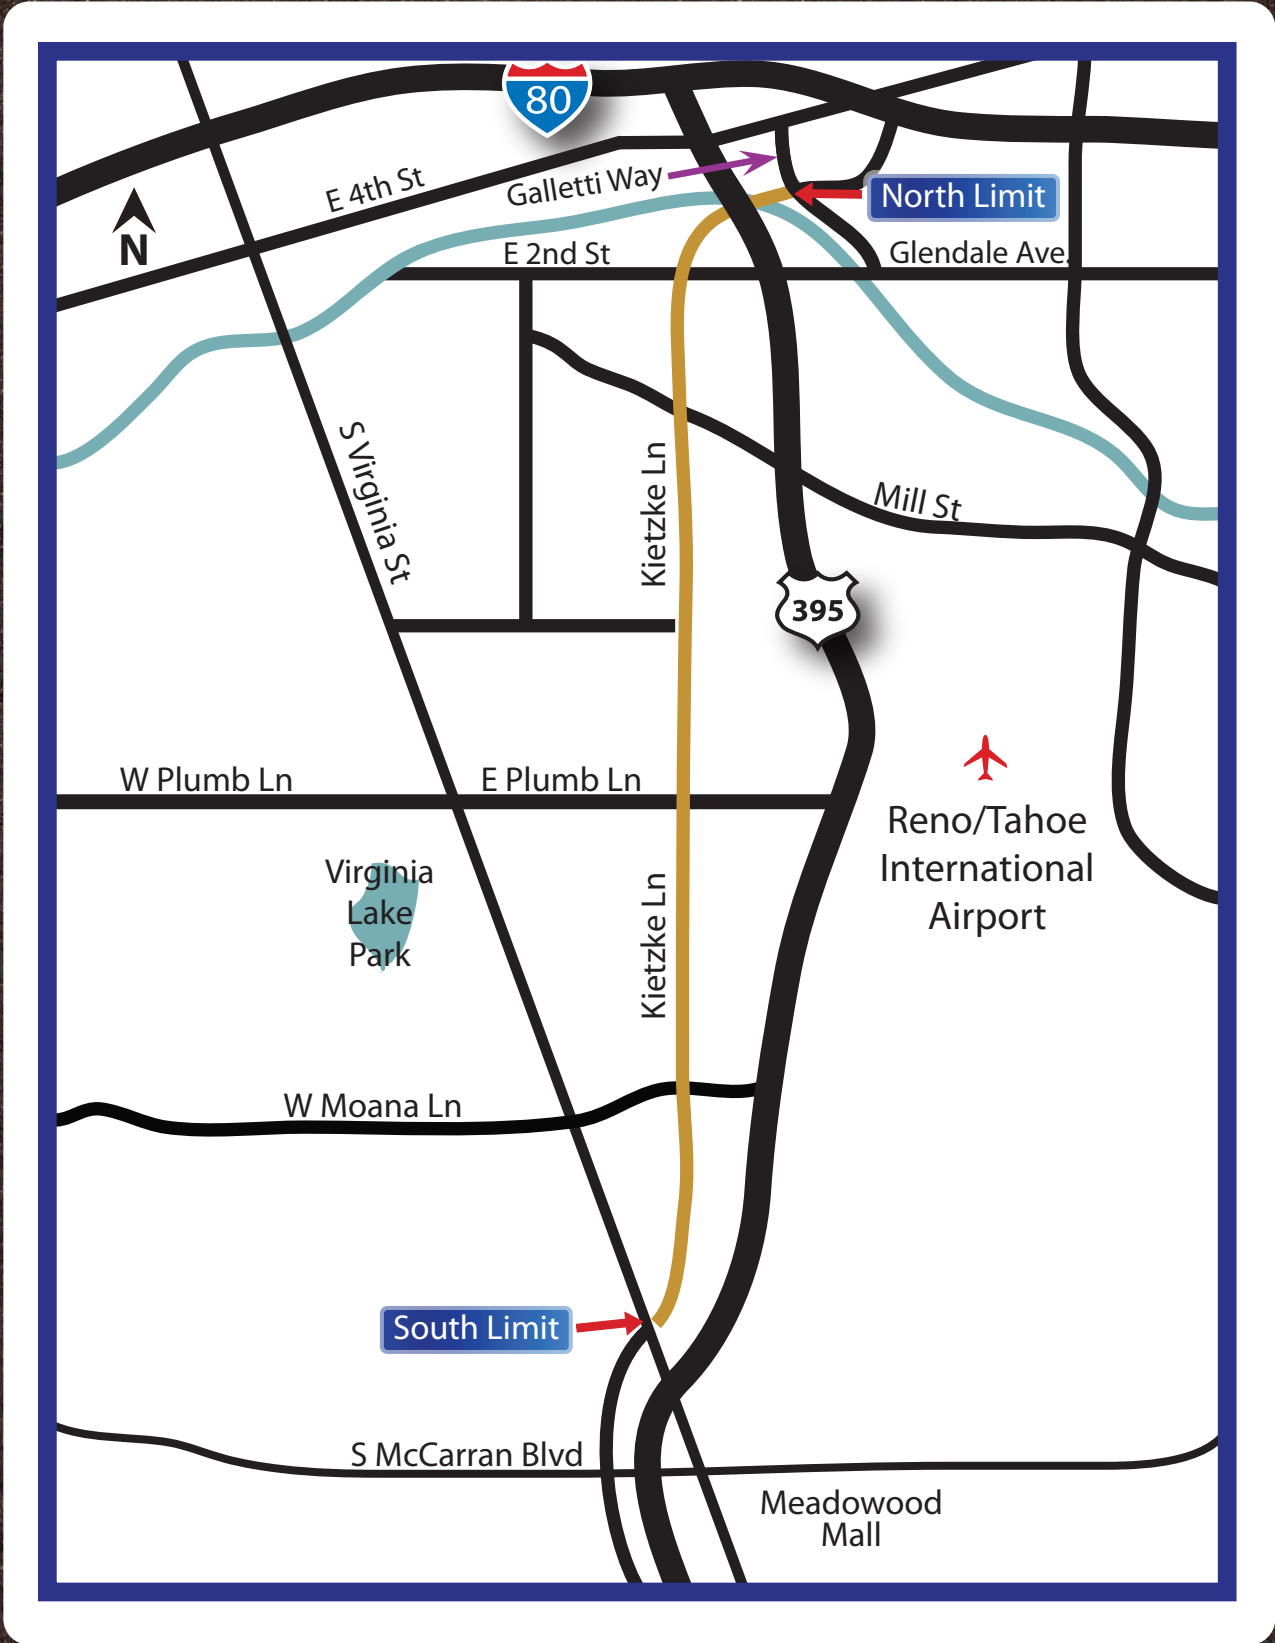 80
E 4th St
Galletti Way
North Limit
N
E 2nd St
Glendale Ave.
S Virginia St
Kietzke Ln
Mill St
395
W Plumb Ln
E Plumb Ln
Reno/Tahoe
International
Airport
Virginia
Lake
Park
Kietzke Ln
W Moana Ln
South Limit
S McCarran Blvd
Meadowood
Mall